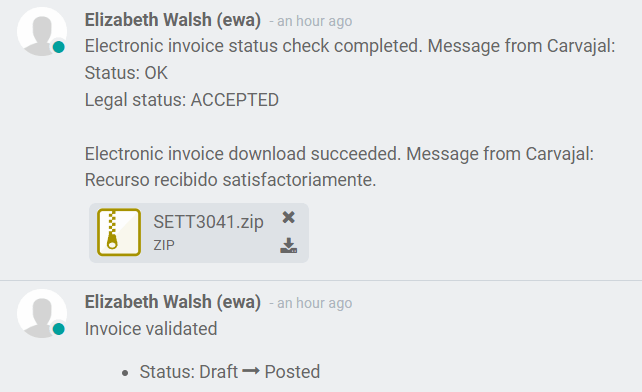 Elizabeth Walsh (ewa) - an hour ago
Electronic invoice status check completed. Message from Carvajal:
Status: OK
Legal status: ACCEPTED
Electronic invoice download succeeded. Message from Carvajal:
Recurso recibido satisfactoriamente.
SETT3041.zip
ZIP
Elizabeth Walsh (ewa) - an hour ago
Invoice validated
• Status: Draft → Posted